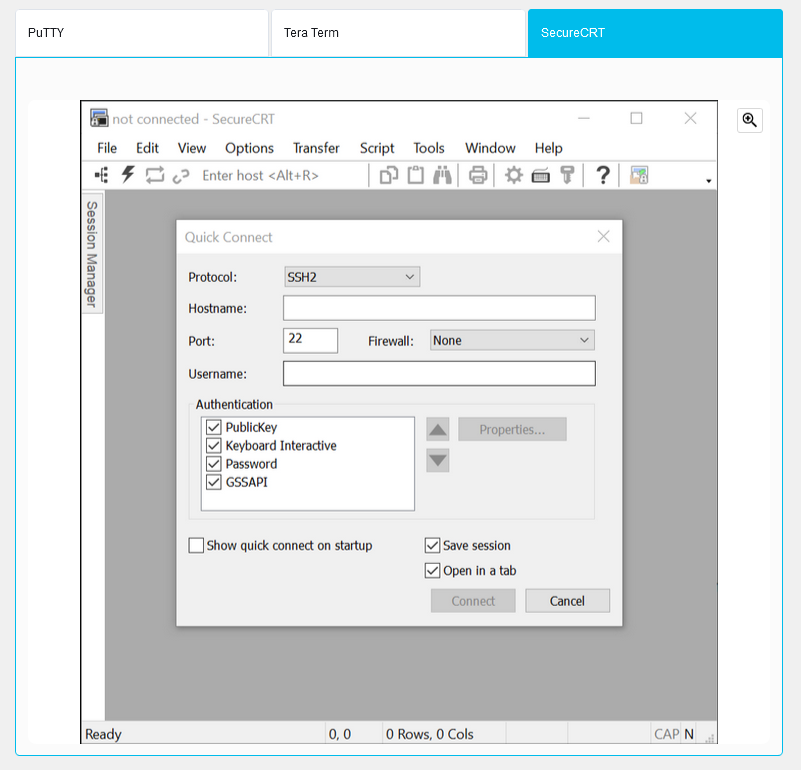 PuTTY
Tera Term
SecureCRT
not connected - SecureCRT
File Edit View Options Transfer Script Tools Window Help
Enter host <Alt+R>
Session Manager
Quick Connect
Protocol: SSH2
Hostname:
Port: 22 Firewall: None
Username:
Authentication
PublicKey
Keyboard Interactive
Password
GSSAPI
Properties...
Show quick connect on startup
Save session
Open in a tab
Connect Cancel
Ready 0, 0 0 Rows, 0 Cols CAP N